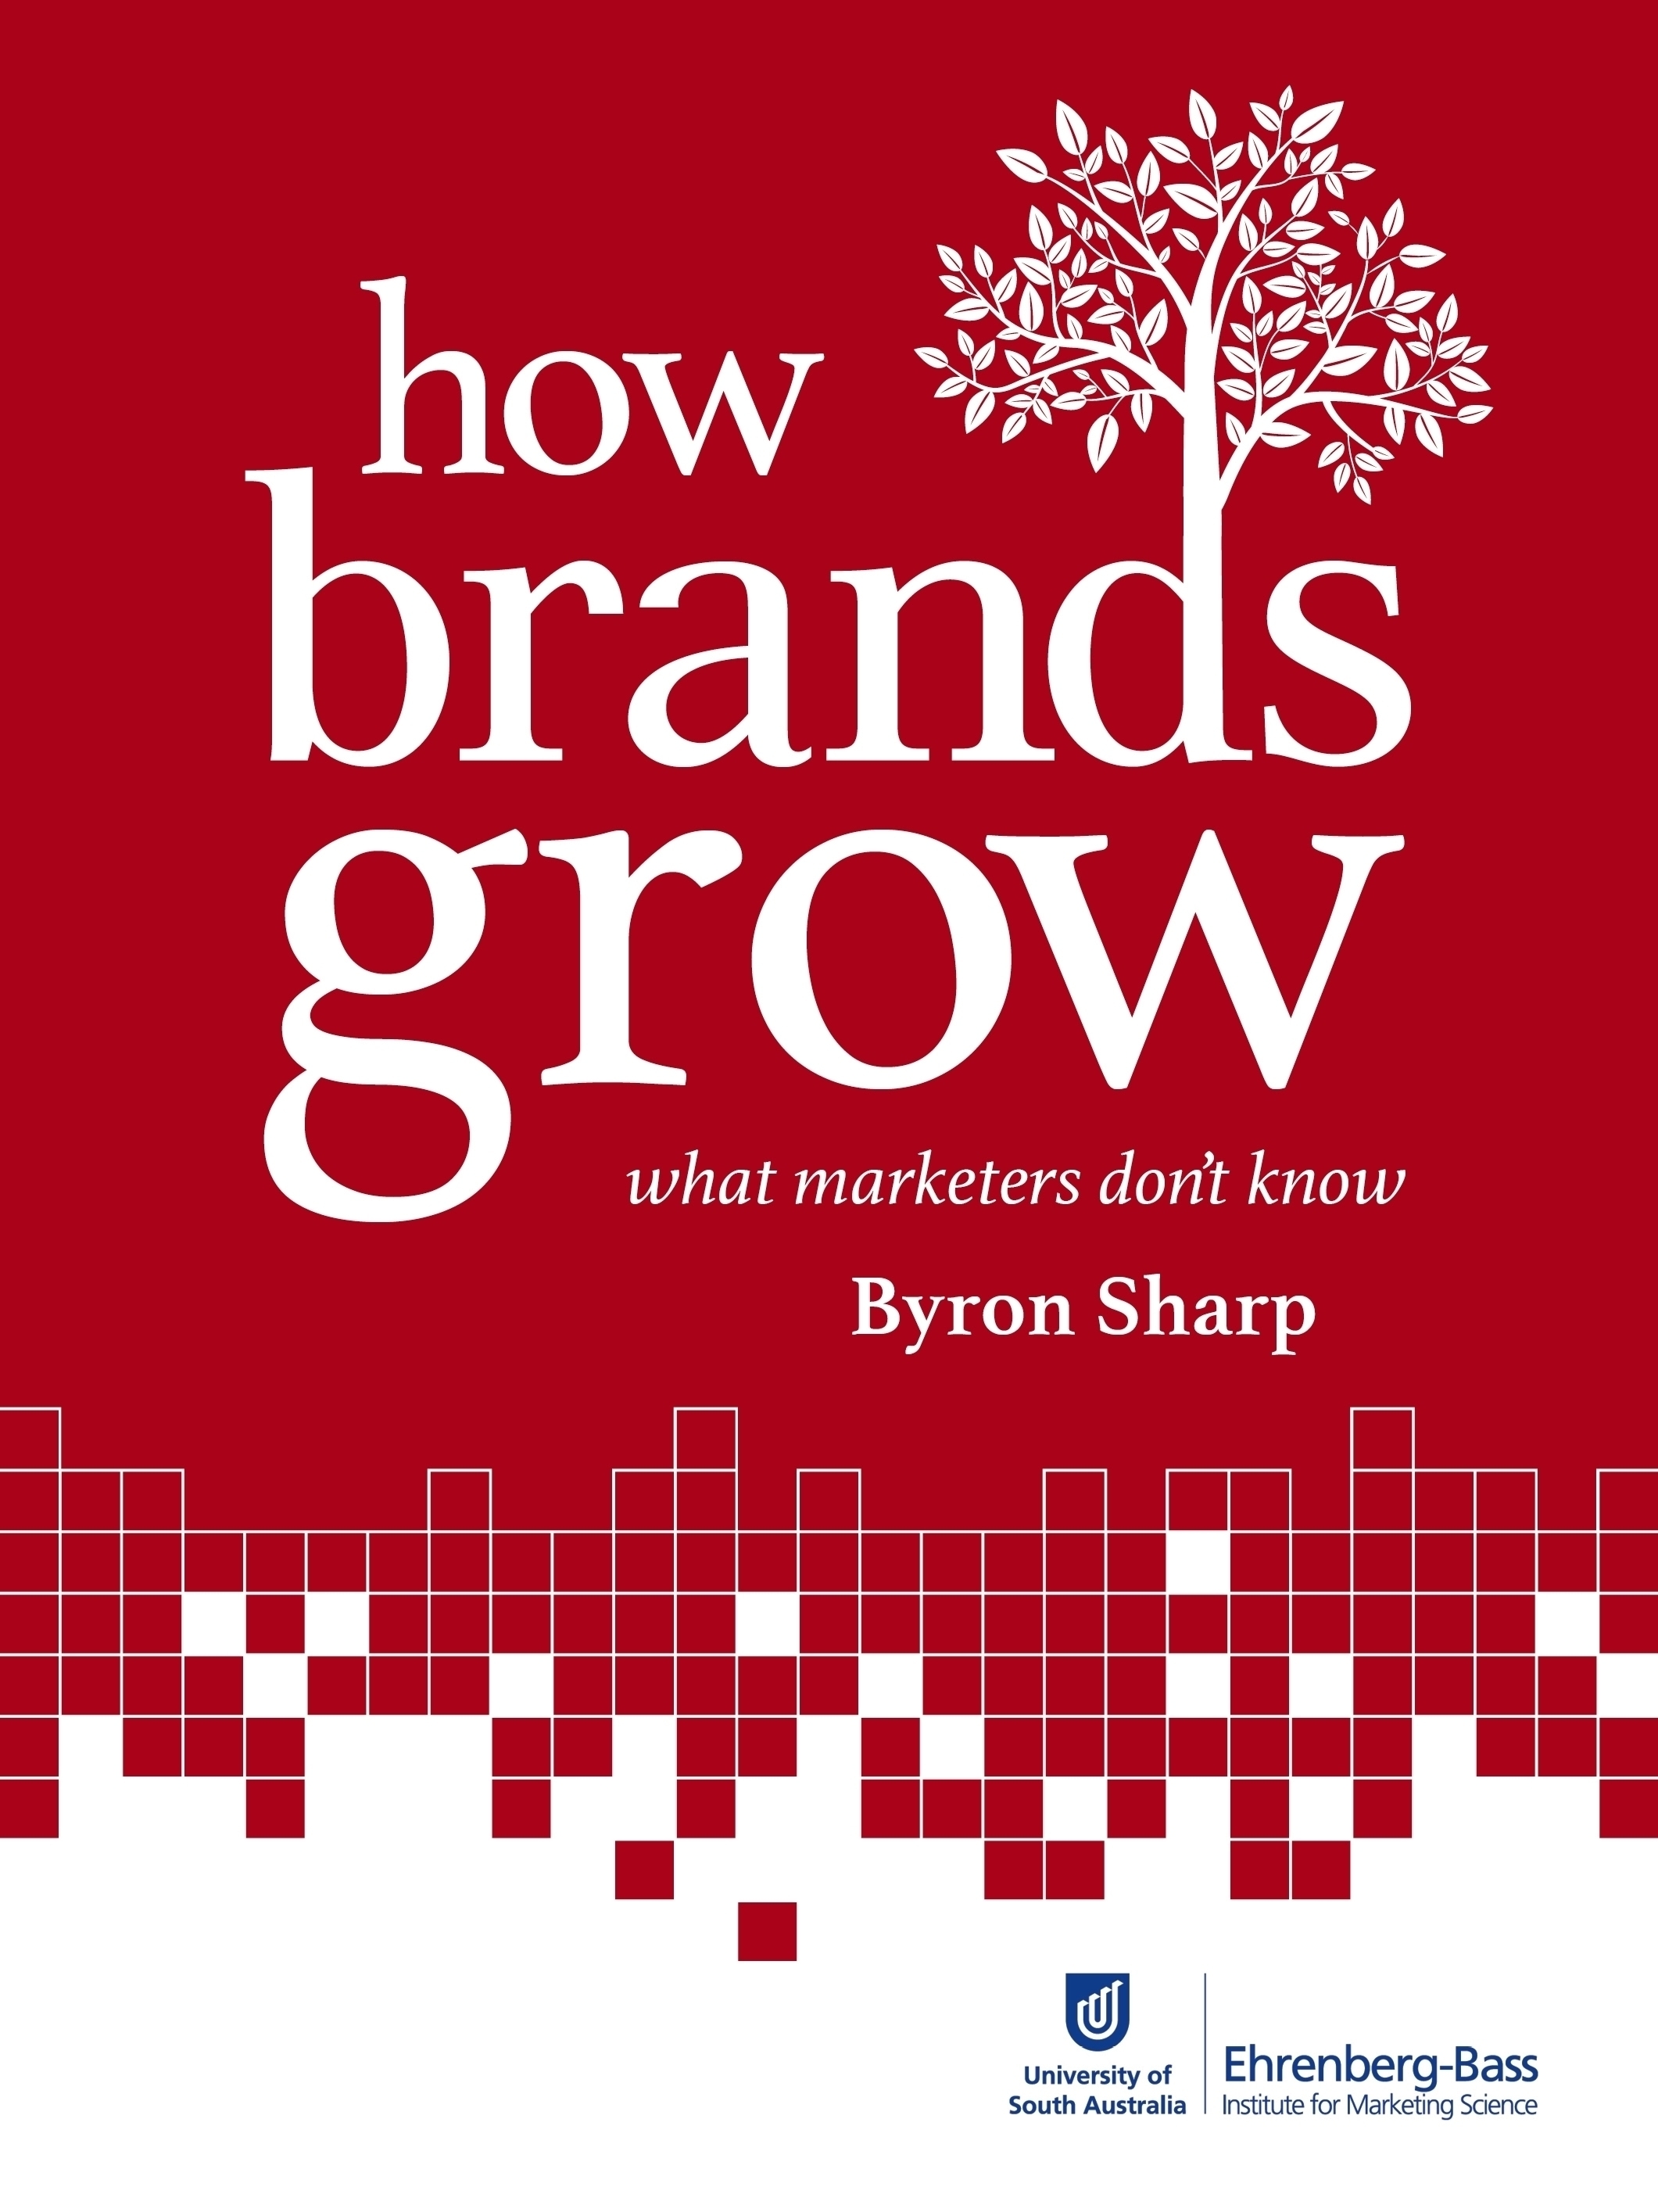 how
brands
grow
what marketers don't know
Byron Sharp
University of
South Australia
Ehrenberg-Bass
Institute for Marketing Science